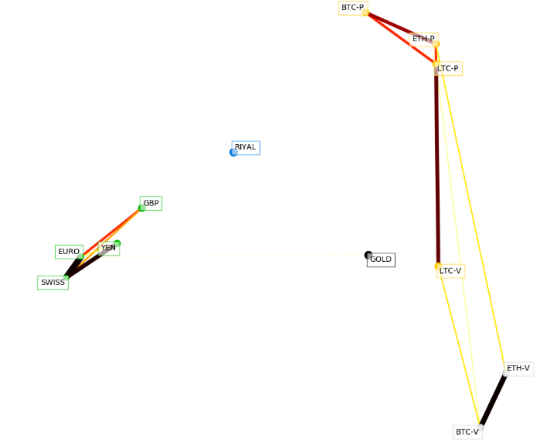 BTC-P
ETH-P
LTC-P
RIYAL
GBP
YEN
EURO
GOLD
LTC-V
SWISS
ETH-V
BTC-V